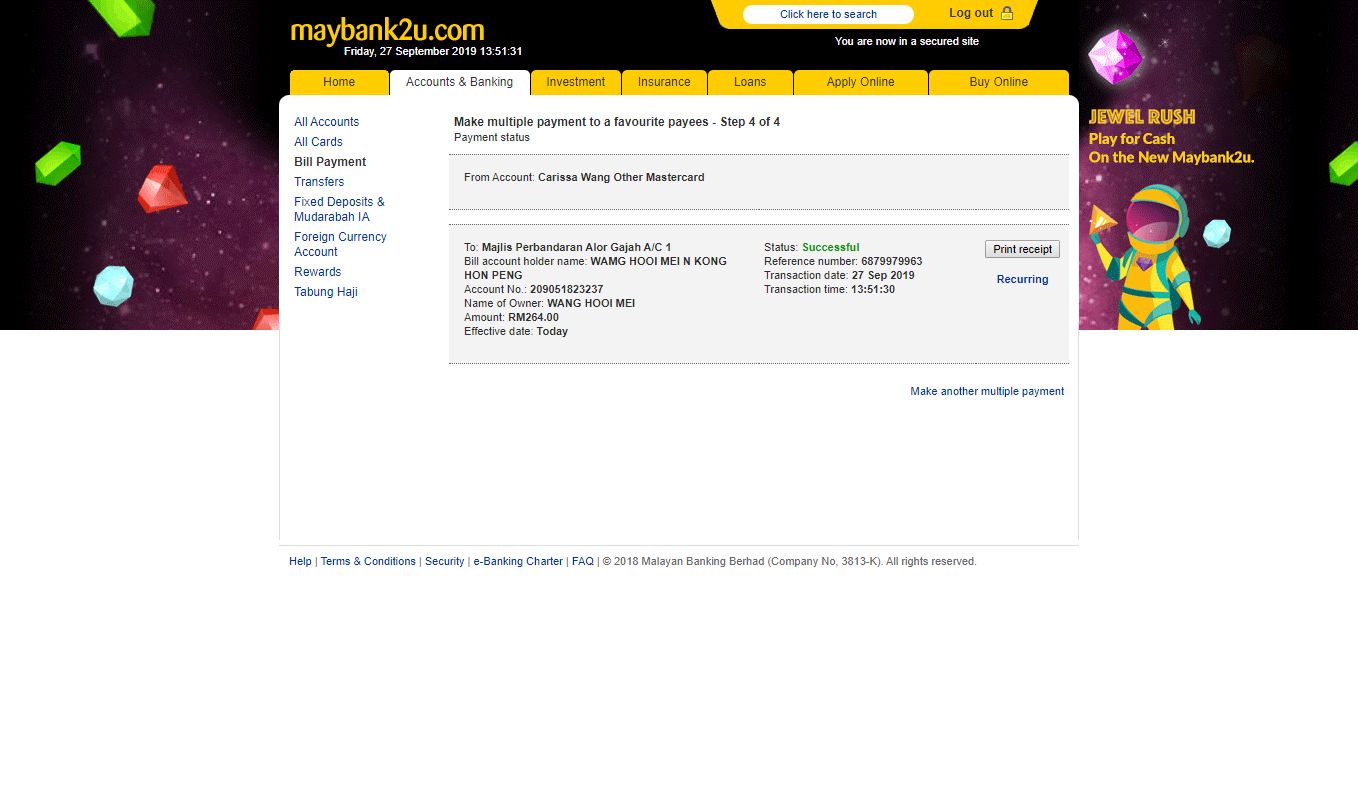 maybank2u.com
Friday, 27 September 2019 13:51:31
Click here to search
Log out
You are now in a secured site
Home
Accounts & Banking
Investment
Insurance
Loans
Apply Online
Buy Online
All Accounts
All Cards
Bill Payment
Transfers
Fixed Deposits &
Mudarabah IA
Foreign Currency
Account
Rewards
Tabung Haji
Make multiple payment to a favourite payees - Step 4 of 4
Payment status
From Account: Carissa Wang Other Mastercard
To: Majlis Perbandaran Alor Gajah A/C 1
Bill account holder name: WAMG HOOI MEI N KONG
HON PENG
Account No.: 209051823237
Name of Owner: WANG HOOI MEI
Amount: RM264.00
Effective date: Today
Status: Successful
Reference number: 6879979963
Transaction date: 27 Sep 2019
Transaction time: 13:51:30
Print receipt
Recurring
Make another multiple payment
JEWEL RUSH
Play for Cash
On the New Maybank2u.
Help | Terms & Conditions | Security | e-Banking Charter | FAQ | © 2018 Malayan Banking Berhad (Company No, 3813-K). All rights reserved.